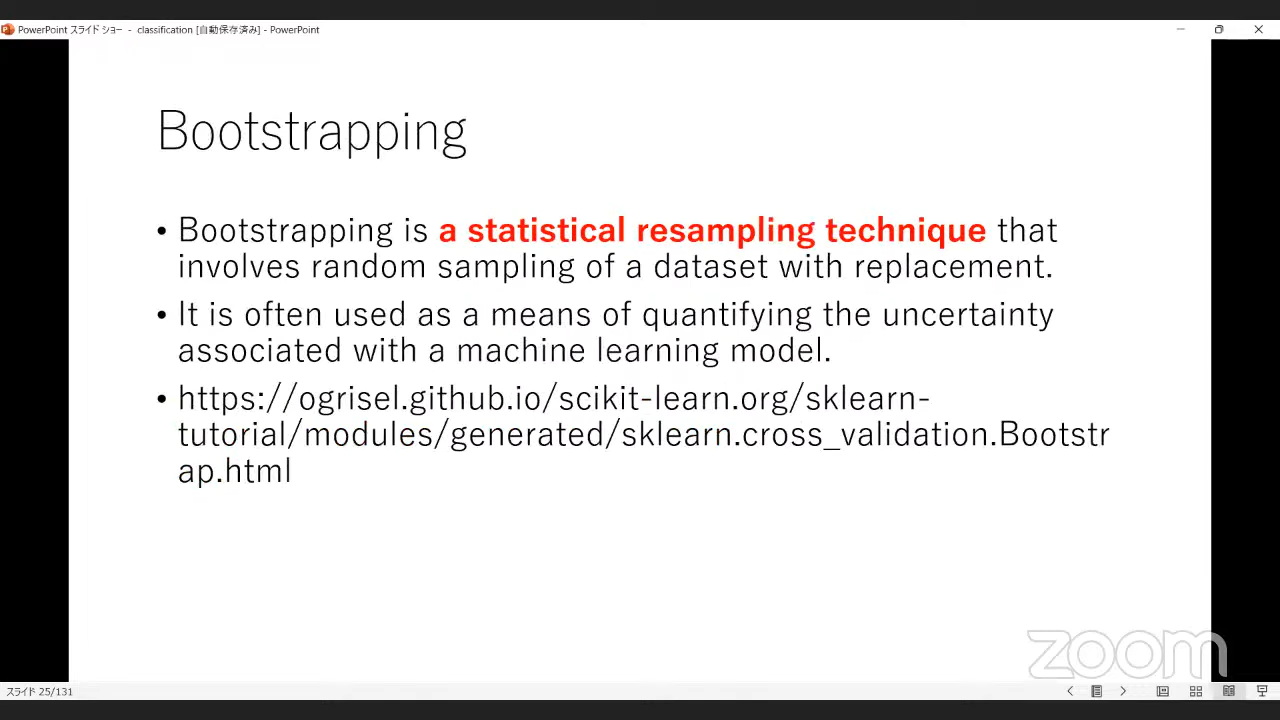 PowerPoint スライド ショー - classification [自動保存済み] - PowerPoint
Bootstrapping
• Bootstrapping is a statistical resampling technique that
involves random sampling of a dataset with replacement.
• It is often used as a means of quantifying the uncertainty
associated with a machine learning model.
• https://ogrisel.github.io/scikit-learn.org/sklearn-
tutorial/modules/generated/sklearn.cross_validation.Bootstr
ap.html
zoom
スライド 25/131